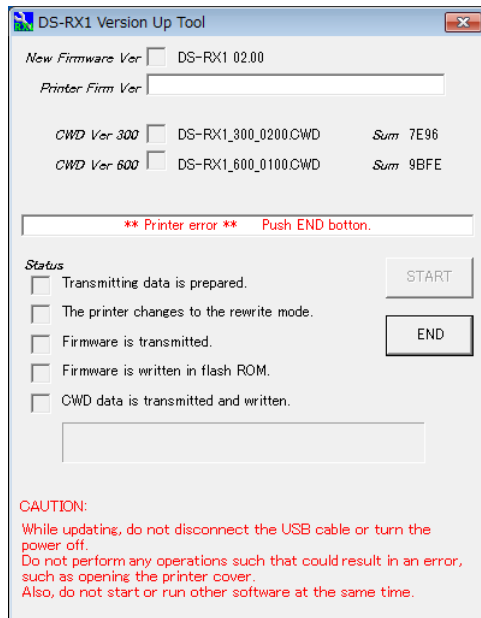 DS-RX1 Version Up Tool
New Firmware Ver DS-RX1 02.00
Printer Firm Ver
CWD Ver 300 DS-RX1_300_0200.CWD Sum 7E96
CWD Ver 600 DS-RX1_600_0100.CWD Sum 9BFE
** Printer error ** Push END botton.
Status
Transmitting data is prepared.
START
The printer changes to the rewrite mode.
END
Firmware is transmitted.
Firmware is written in flash ROM.
CWD data is transmitted and written.
CAUTION:
While updating, do not disconnect the USB cable or turn the
power off.
Do not perform any operations such that could result in an error,
such as opening the printer cover.
Also, do not start or run other software at the same time.